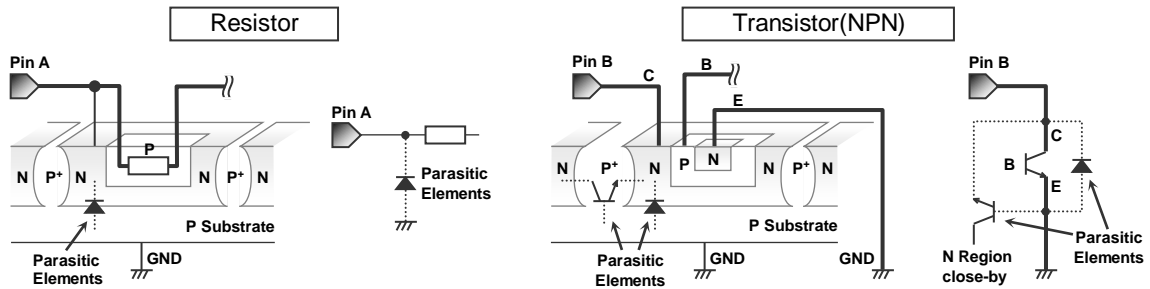 Resistor
Transistor(NPN)
Pin A
Pin A
P
N
P+
N
N
P+
N
Parasitic
Elements
P Substrate
Parasitic
Elements
GND
Pin B
C
B
E
Pin B
N
P+
N
P
N
N
P+
N
P Substrate
Parasitic
Elements
GND
GND
C
B
E
Parasitic
Elements
N Region
close-by